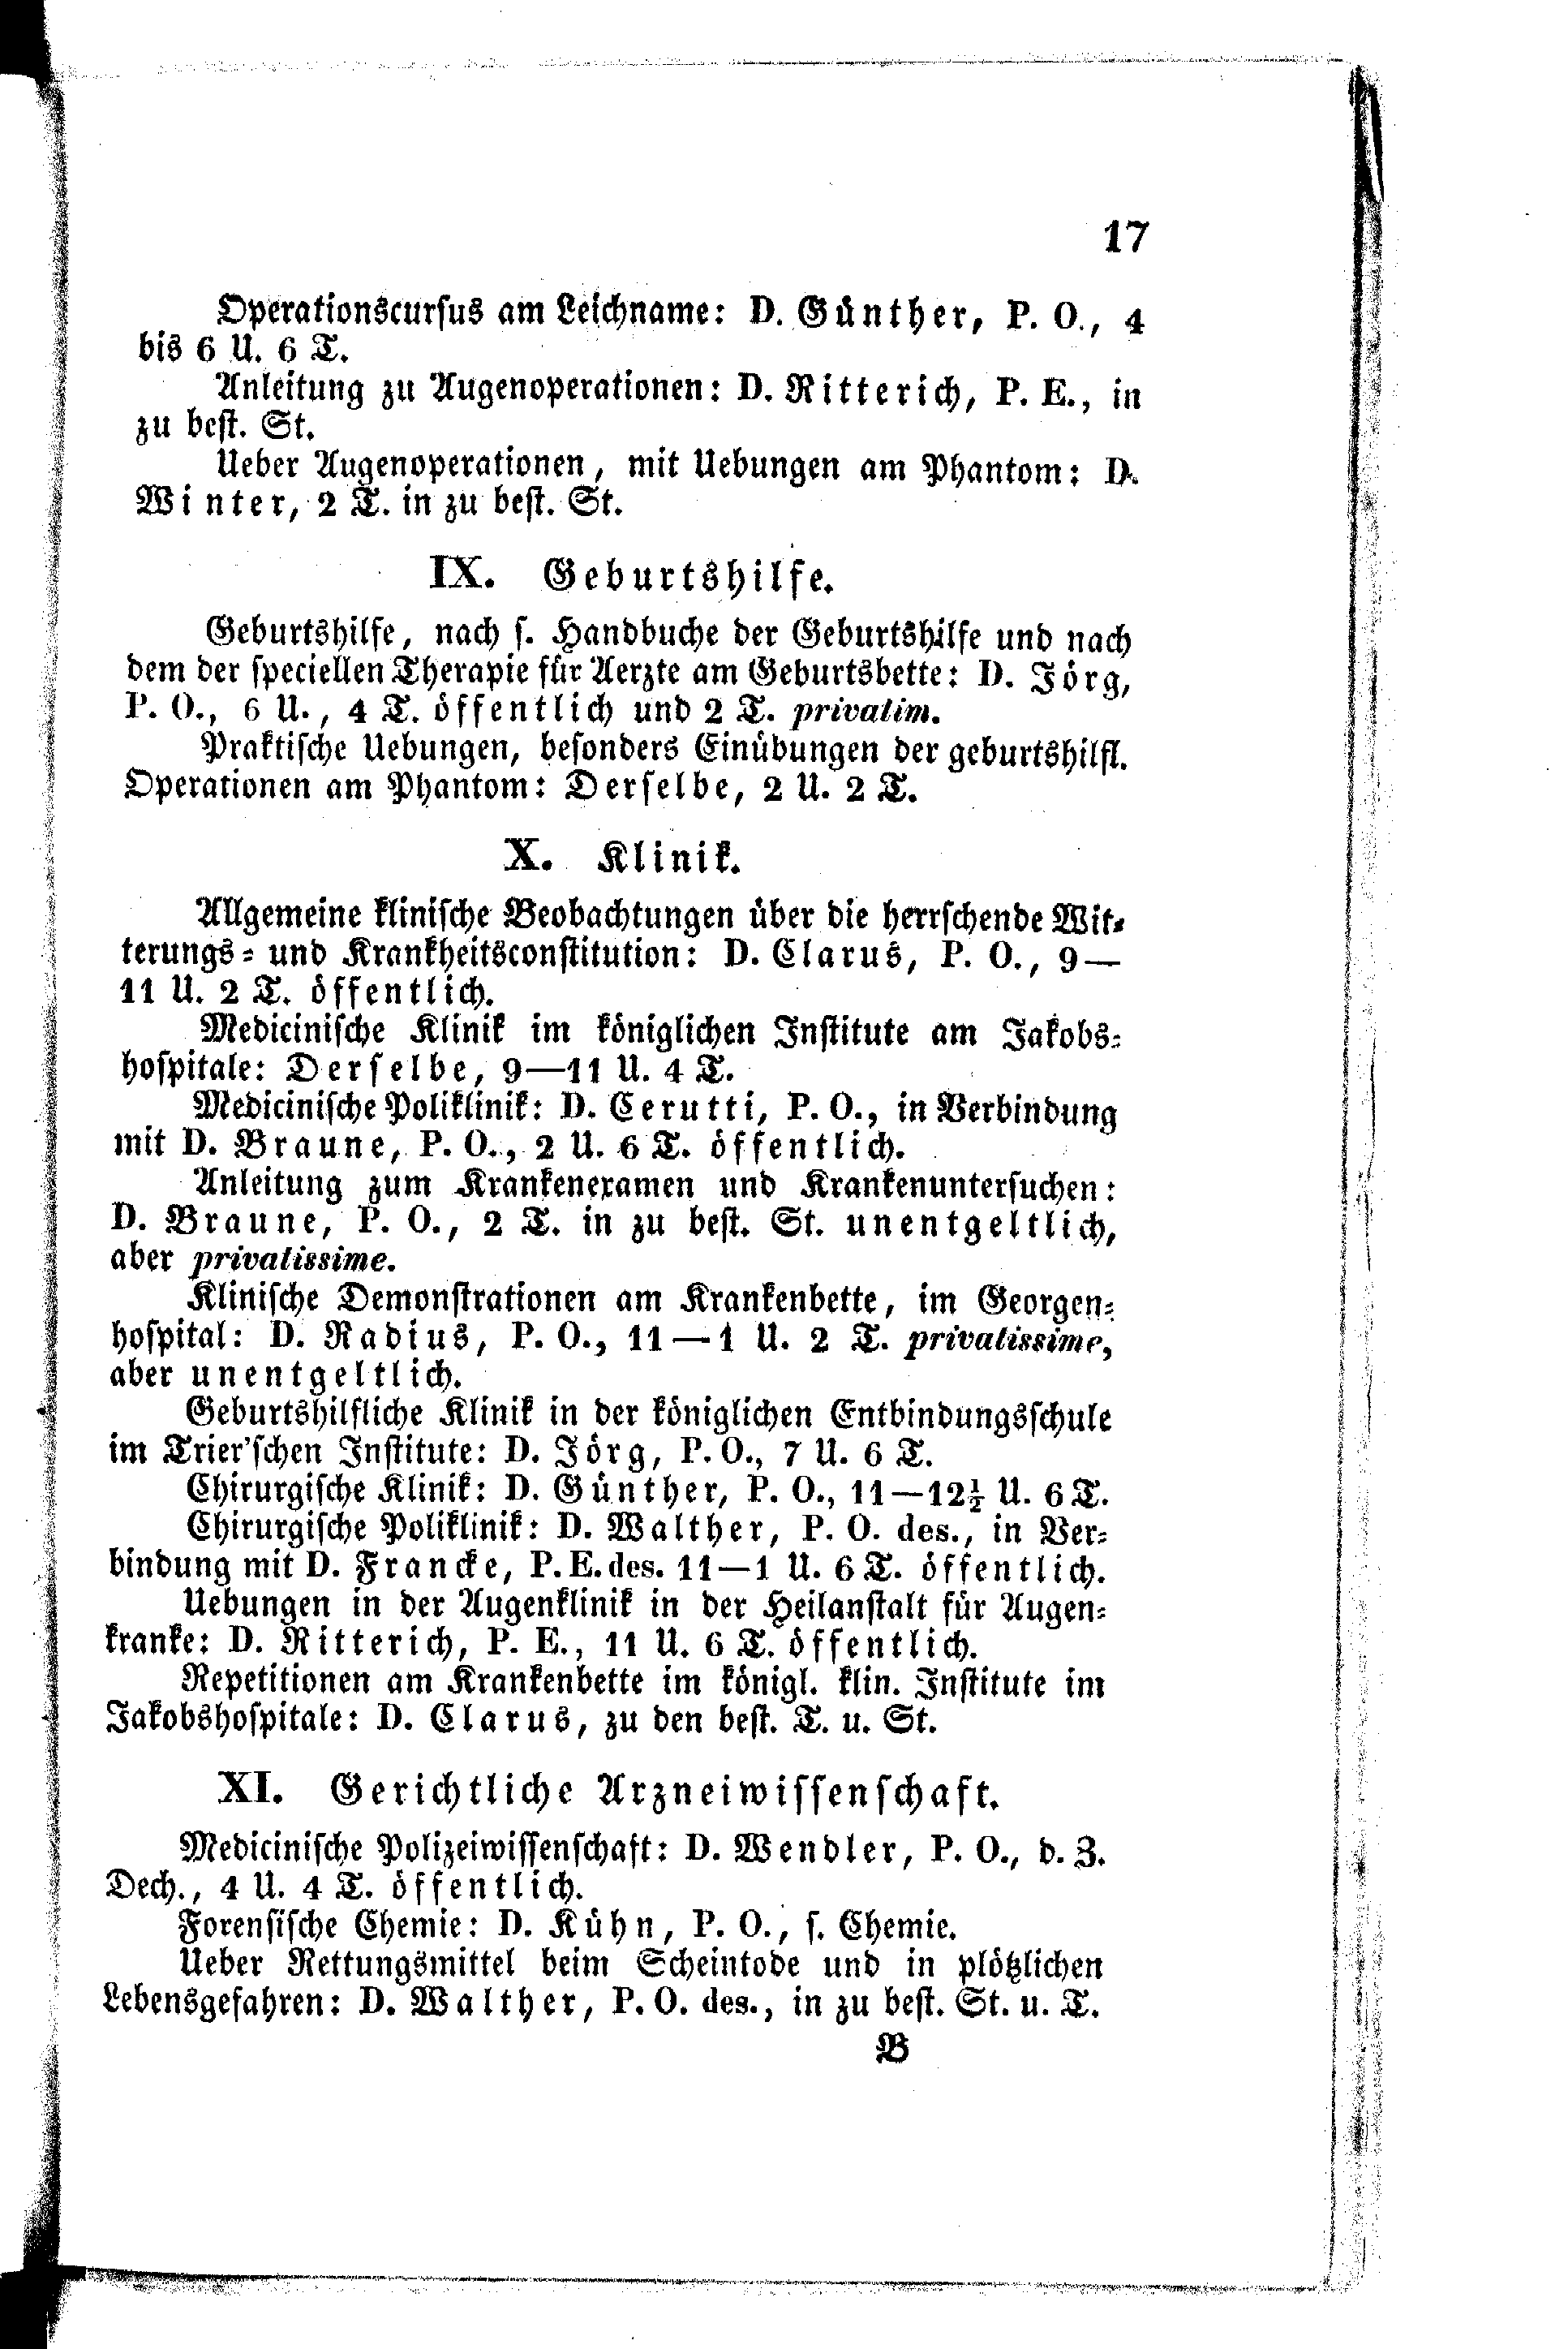 17
Operationscursus am Leichname: D. Günther, P. O., 4
bis 6 U. 6 T.
Anleitung zu Augenoperationen: D. Ritterich, P. E., in
zu best. St.
Ueber Augenoperationen, mit Uebungen am Phantom: D.
Winter, 2 T. in zu best. St.
IX. Geburtshilfe.
Geburtshilfe, nach s. Handbuche der Geburtshilfe und nach
dem der speciellen Therapie für Aerzte am Geburtsbette: D. Jörg,
P. O., 6 U., 4 T. öffentlich und 2 T. privatim.
Praktische Uebungen, besonders Einübungen der geburtshilfl.
Operationen am Phantom: Derselbe, 2 U. 2 T.
X. Klinik.
Allgemeine klinische Beobachtungen über die herrschende Wit-
terungs- und Krankheitsconstitution: D. Clarus, P. O., 9—
11 U. 2 T. öffentlich.
Medicinische Klinik im königlichen Institute am Jakobs-
hospitale: Derselbe, 9—11 U. 4 T.
Medicinische Poliklinik: D. Cerutti, P. O., in Verbindung
mit D. Braune, P. O., 2 U. 6 T. öffentlich.
Anleitung zum Krankenexamen und Krankenuntersuchen:
D. Braune, P. O., 2 T. in zu best. St. unentgeltlich,
aber privatissime.
Klinische Demonstrationen am Krankenbette, im Georgen-
hospital: D. Radius, P. O., 11—1 U. 2 T. privatissime,
aber unentgeltlich.
Geburtshilfliche Klinik in der königlichen Entbindungsschule
im Trier'schen Institute: D. Jörg, P. O., 7 U. 6 T.
Chirurgische Klinik: D. Günther, P. O., 11—12½ U. 6 T.
Chirurgische Poliklinik: D. Walther, P. O. des., in Ver-
bindung mit D. Francke, P. E. des. 11—1 U. 6 T. öffentlich.
Uebungen in der Augenklinik in der Heilanstalt für Augen-
kranke: D. Ritterich, P. E., 11 U. 6 T. öffentlich.
Repetitionen am Krankenbette im königl. klin. Institute im
Jakobshospitale: D. Clarus, zu den best. T. u. St.
XI. Gerichtliche Arzneiwissenschaft.
Medicinische Polizeiwissenschaft: D. Wendler, P. O., d. Z.
Dech., 4 U. 4 T. öffentlich.
Forensische Chemie: D. Kühn, P. O., s. Chemie.
Ueber Rettungsmittel beim Scheintode und in plötzlichen
Lebensgefahren: D. Walther, P. O. des., in zu best. St. u. T.
B